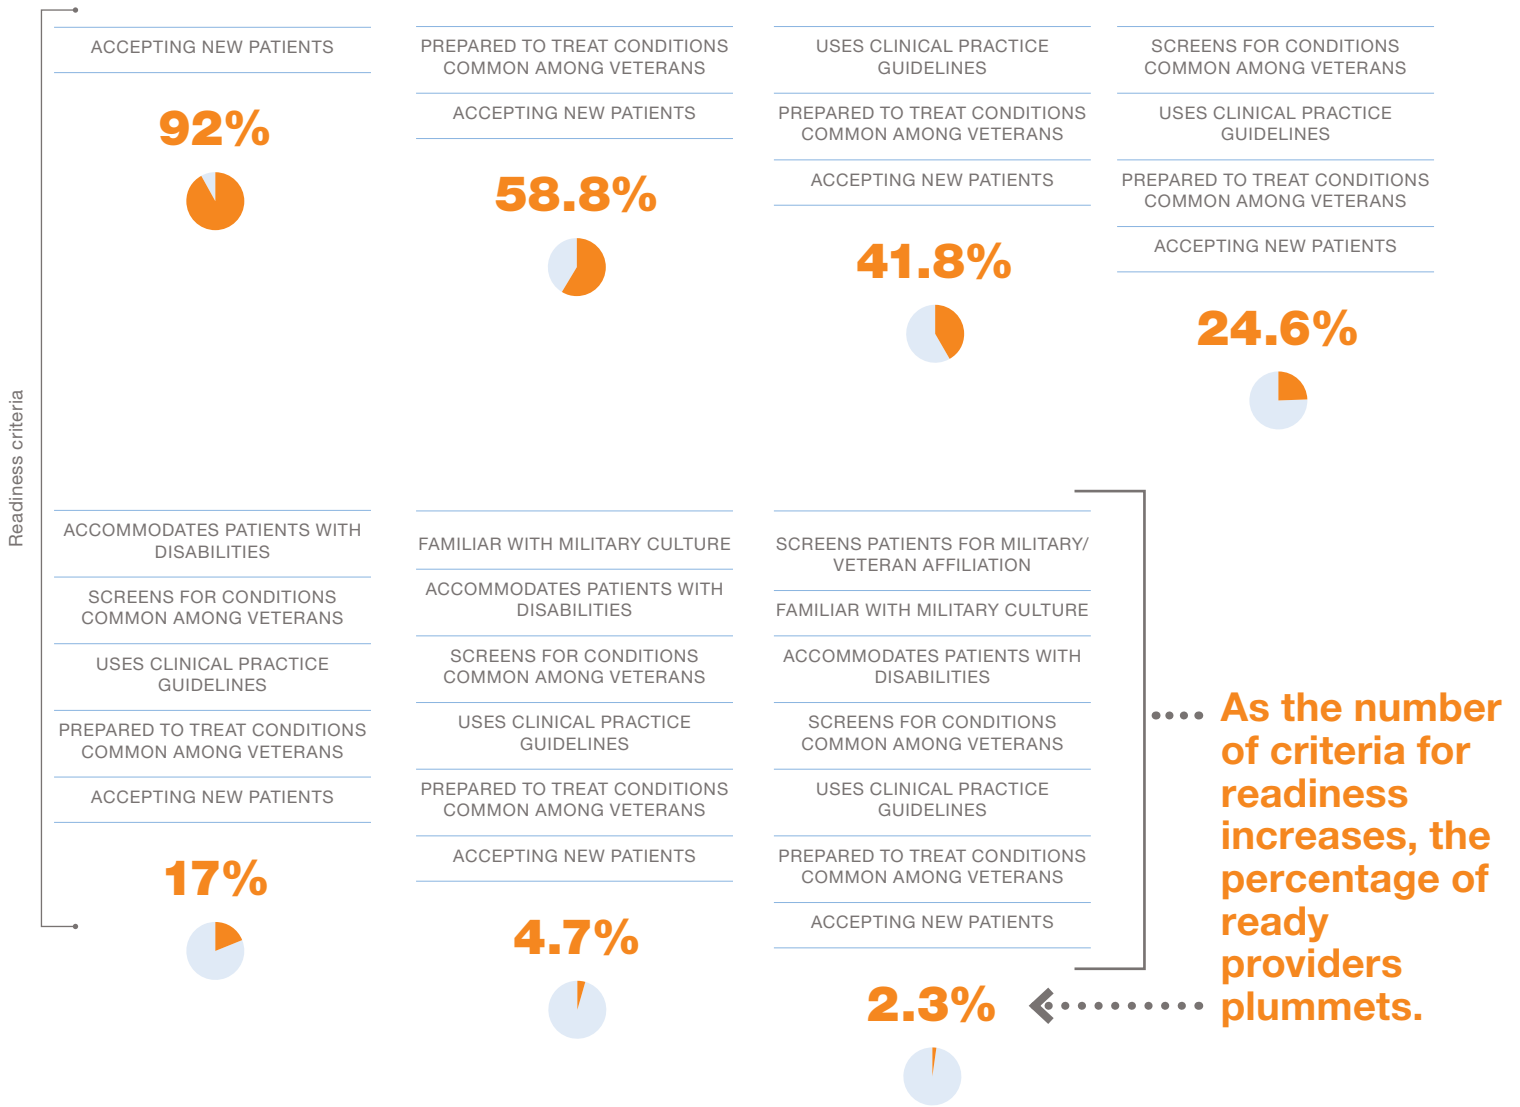 Readiness criteria
ACCEPTING NEW PATIENTS
92%
PREPARED TO TREAT CONDITIONS
COMMON AMONG VETERANS
ACCEPTING NEW PATIENTS
58.8%
USES CLINICAL PRACTICE
GUIDELINES
PREPARED TO TREAT CONDITIONS
COMMON AMONG VETERANS
ACCEPTING NEW PATIENTS
41.8%
SCREENS FOR CONDITIONS
COMMON AMONG VETERANS
USES CLINICAL PRACTICE
GUIDELINES
PREPARED TO TREAT CONDITIONS
COMMON AMONG VETERANS
ACCEPTING NEW PATIENTS
24.6%
ACCOMMODATES PATIENTS WITH
DISABILITIES
SCREENS FOR CONDITIONS
COMMON AMONG VETERANS
USES CLINICAL PRACTICE
GUIDELINES
PREPARED TO TREAT CONDITIONS
COMMON AMONG VETERANS
ACCEPTING NEW PATIENTS
17%
FAMILIAR WITH MILITARY CULTURE
ACCOMMODATES PATIENTS WITH
DISABILITIES
SCREENS FOR CONDITIONS
COMMON AMONG VETERANS
USES CLINICAL PRACTICE
GUIDELINES
PREPARED TO TREAT CONDITIONS
COMMON AMONG VETERANS
ACCEPTING NEW PATIENTS
4.7%
SCREENS PATIENTS FOR MILITARY/
VETERAN AFFILIATION
FAMILIAR WITH MILITARY CULTURE
ACCOMMODATES PATIENTS WITH
DISABILITIES
SCREENS FOR CONDITIONS
COMMON AMONG VETERANS
USES CLINICAL PRACTICE
GUIDELINES
PREPARED TO TREAT CONDITIONS
COMMON AMONG VETERANS
ACCEPTING NEW PATIENTS
2.3%
As the number
of criteria for
readiness
increases, the
percentage of
ready
providers
plummets.